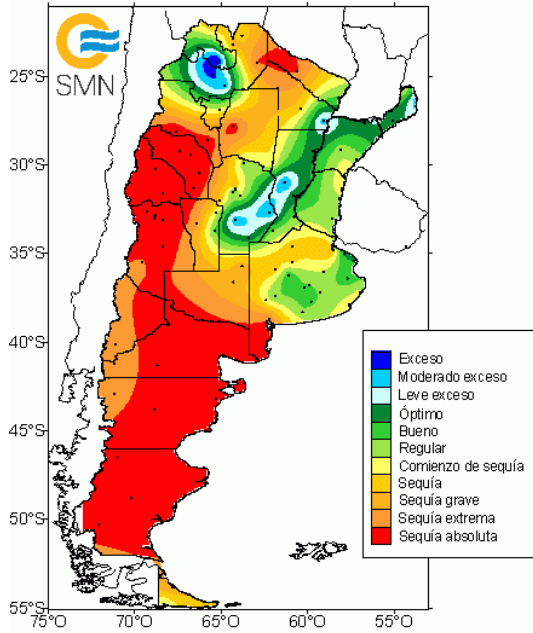 SMN
25°S
30°S
35°S
40°S
45°S
50°S
55°S
75°O 70°O 65°O 60°O 55°O
Exceso
Moderado exceso
Leve exceso
Óptimo
Bueno
Regular
Comienzo de sequía
Sequía
Sequía grave
Sequía extrema
Sequía absoluta